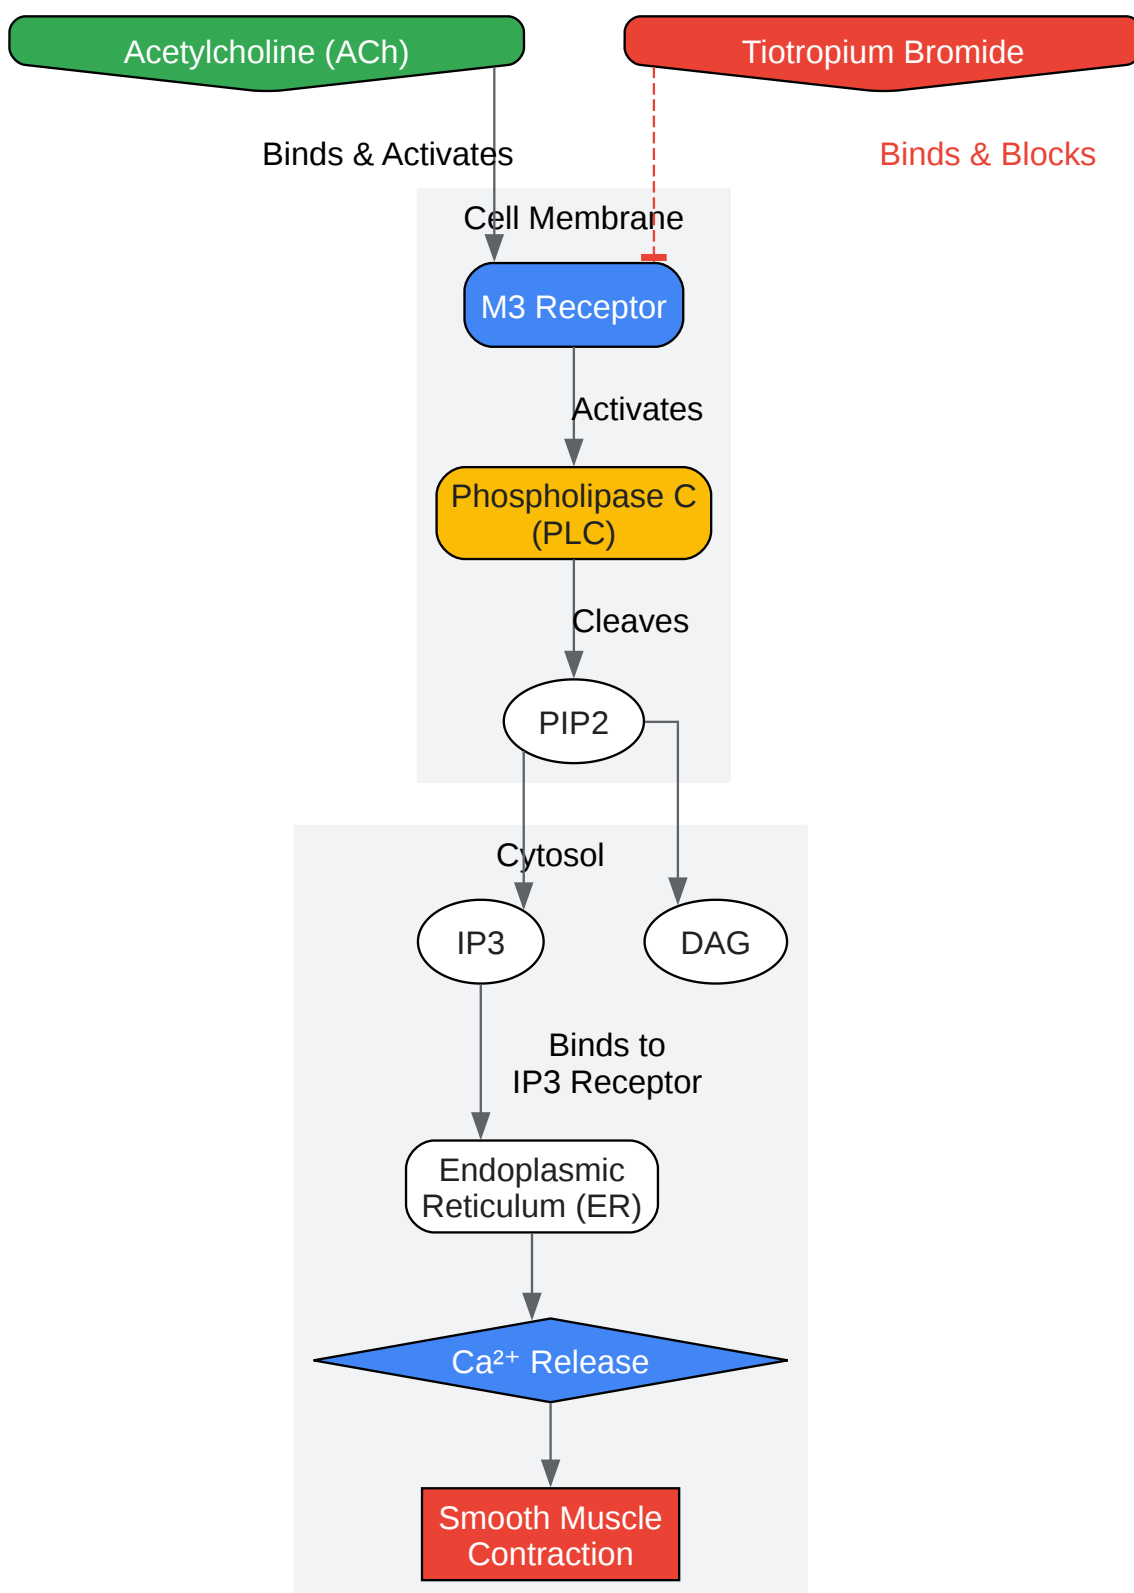 Acetylcholine (ACh)
Tiotropium Bromide
Binds & Activates
Binds & Blocks
Cell Membrane
M3 Receptor
Activates
Phospholipase C
(PLC)
Cleaves
PIP2
Cytosol
IP3
DAG
Binds to
IP3 Receptor
Endoplasmic
Reticulum (ER)
Ca²⁺ Release
Smooth Muscle
Contraction